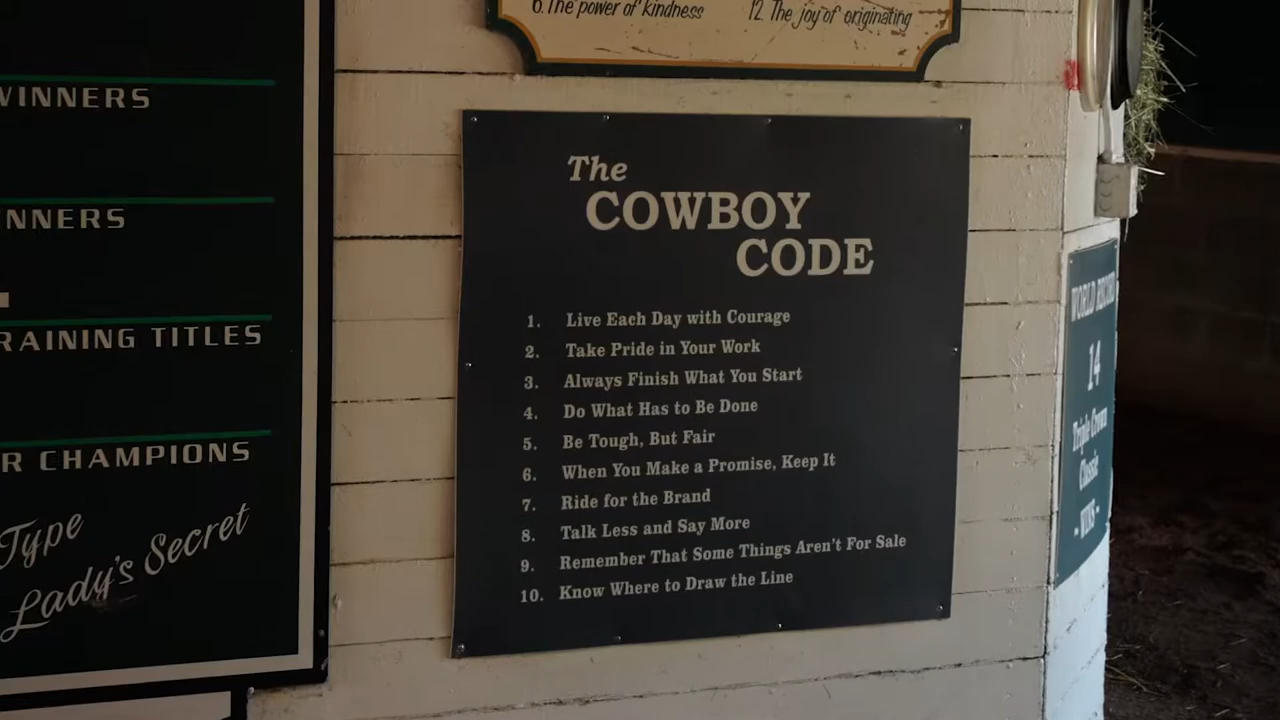 6. The power of kindness
12. The joy of originating
WINNERS
NNERS
RAINING TITLES
R CHAMPIONS
Type
Lady's Secret
The
COWBOY
CODE
1. Live Each Day with Courage
2. Take Pride in Your Work
3. Always Finish What You Start
4. Do What Has to Be Done
5. Be Tough, But Fair
6. When You Make a Promise, Keep It
7. Ride for the Brand
8. Talk Less and Say More
9. Remember That Some Things Aren't For Sale
10. Know Where to Draw the Line
WORLD RECORD
14
Triple Crown
Classic
- WINS -